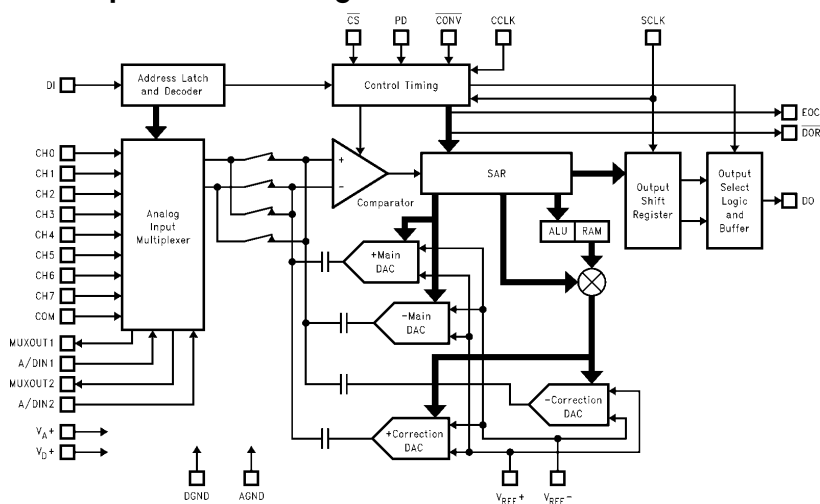 CS PD CONV CCLK SCLK
DI
Address Latch
and Decoder
Control Timing
EOC
DOR
CH0
CH1
CH2
CH3
CH4
CH5
CH6
CH7
COM
MUXOUT1
A/DIN1
MUXOUT2
A/DIN2
VA+
VD+
Analog
Input
Multiplexer
+
−
Comparator
SAR
ALU RAM
Output
Shift
Register
Output
Select
Logic
and
Buffer
DO
+Main
DAC
−Main
DAC
−Correction
DAC
+Correction
DAC
DGND AGND
VREF+ VREF−